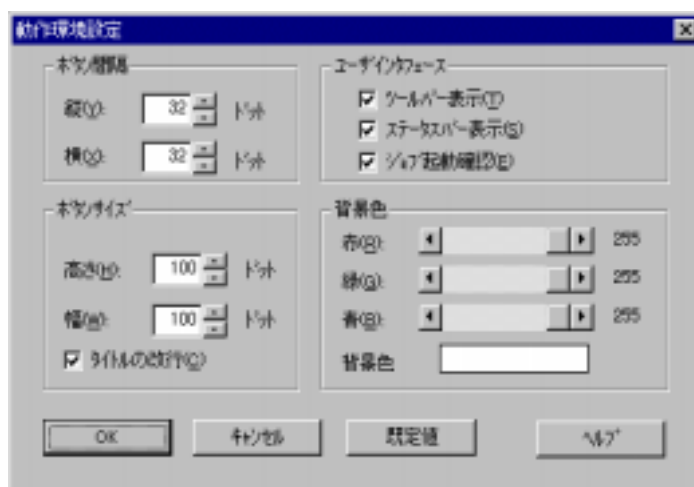 動作環境設定
ﾎﾞﾀﾝ間隔
縦(Y): 32 ﾄﾞｯﾄ
横(X): 32 ﾄﾞｯﾄ
ﾕｰｻﾞｲﾝﾀﾌｪｰｽ
ﾂｰﾙﾊﾞｰ表示(T)
ｽﾃｰﾀｽﾊﾞｰ表示(S)
ｼﾞｮﾌﾞ起動確認(E)
ﾎﾞﾀﾝｻｲｽﾞ
高さ(H): 100 ﾄﾞｯﾄ
幅(W): 100 ﾄﾞｯﾄ
ﾀｲﾄﾙの改行(C)
背景色
赤(R): 255
緑(G): 255
青(B): 255
背景色
OK ｷｬﾝｾﾙ 既定値 ﾍﾙﾌﾟ